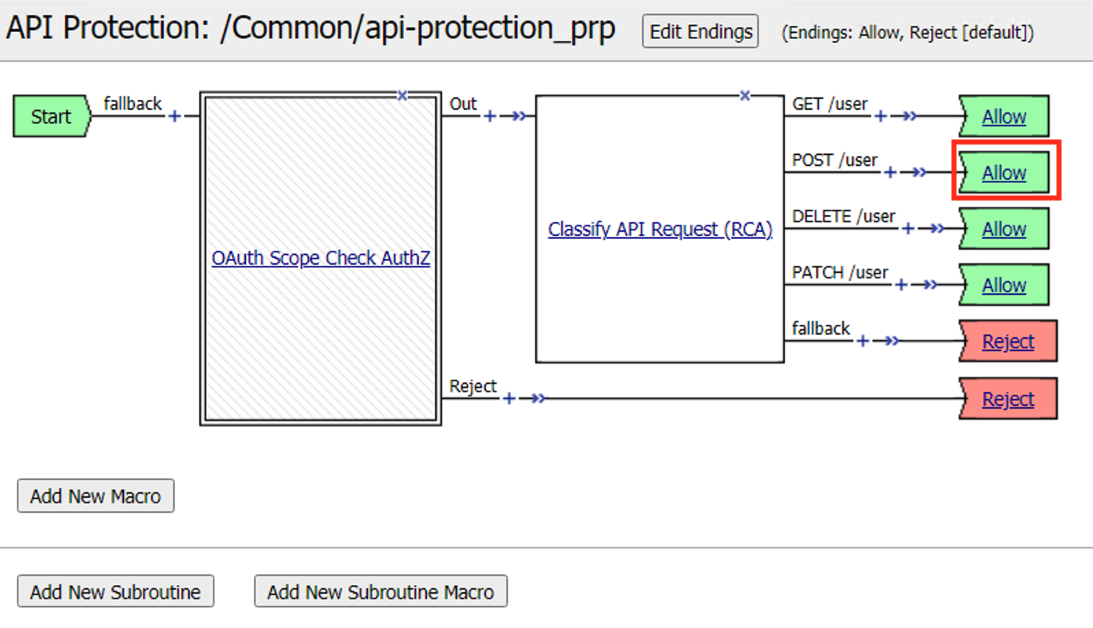 API Protection: /Common/api-protection_prp Edit Endings (Endings: Allow, Reject [default])
Start
fallback
OAuth Scope Check AuthZ
Out
Reject
Classify API Request (RCA)
GET /user
Allow
POST /user
Allow
DELETE /user
Allow
PATCH /user
Allow
fallback
Reject
Reject
Add New Macro
Add New Subroutine Add New Subroutine Macro